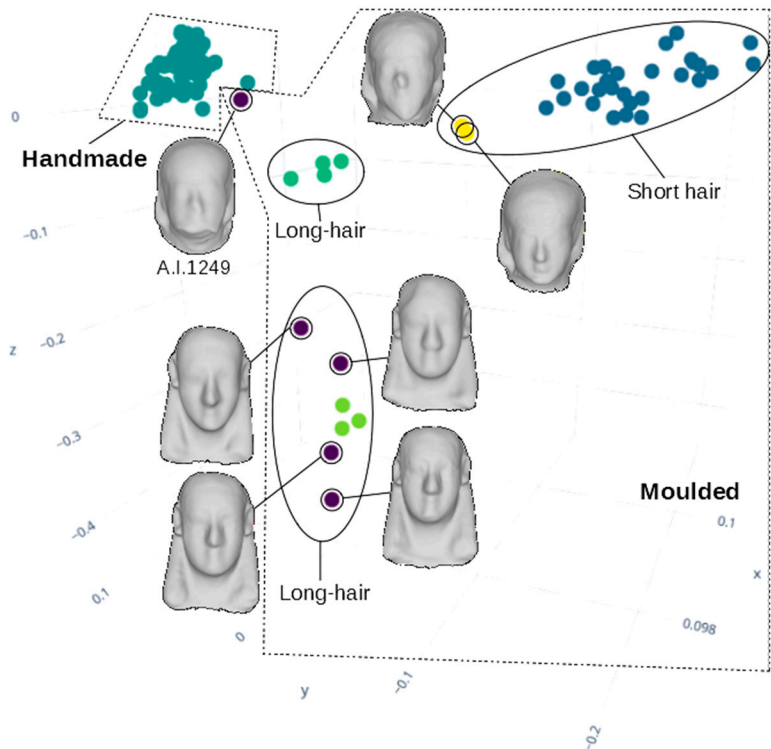 0
Handmade
Short hair
Long-hair
-0.1
A.I.1249
z
-0.2
-0.3
Moulded
-0.4
0.1
x
0.1
Long-hair
0.098
0
y
-0.1
-0.2